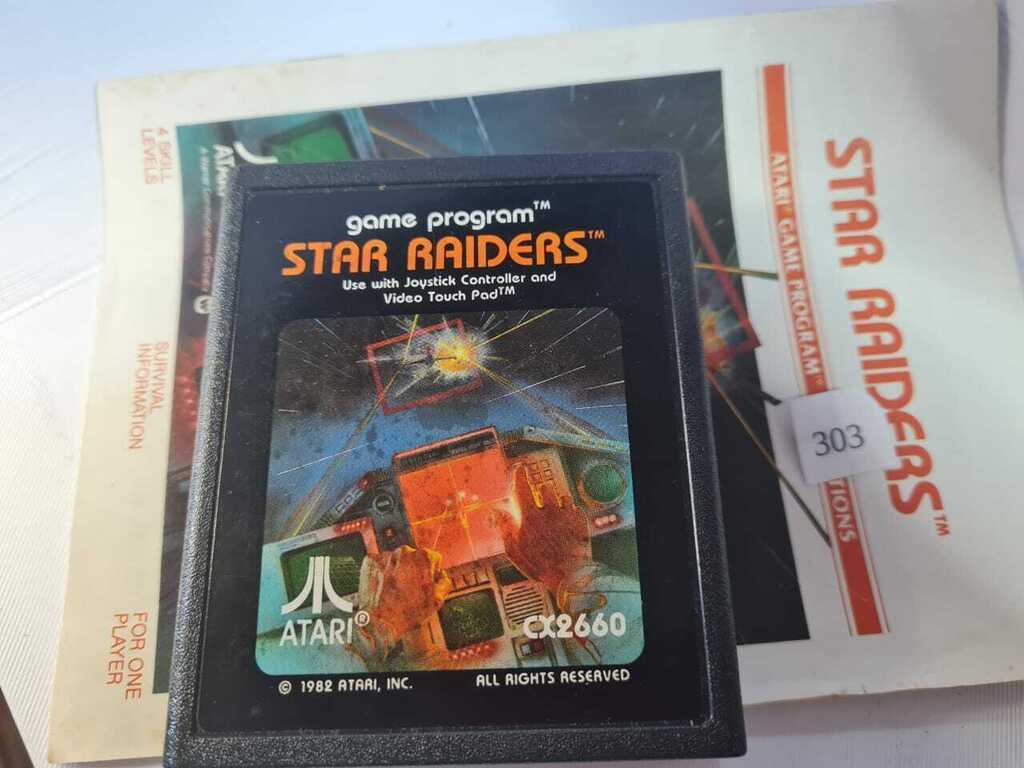 game program™
STAR RAIDERS™
Use with Joystick Controller and
Video Touch Pad™
ATARI®
CX2660
© 1982 ATARI, INC.
ALL RIGHTS RESERVED
STAR RAIDERS™
ATARI® GAME PROGRAM™
303
4 SKILL
LEVELS
SURVIVAL
INFORMATION
FOR ONE
PLAYER